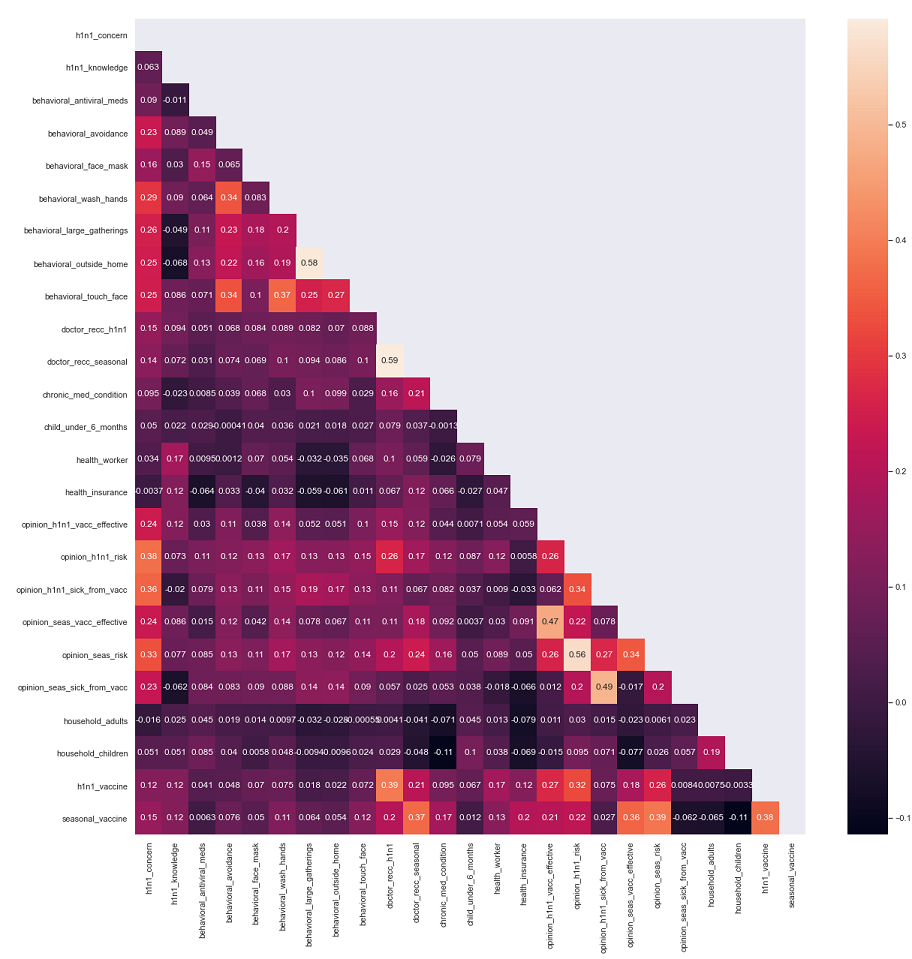 h1n1_concern
h1n1_knowledge 0.063
behavioral_antiviral_meds 0.09 -0.011
behavioral_avoidance 0.23 0.089 0.049
0.5
behavioral_face_mask 0.16 0.03 0.15 0.065
behavioral_wash_hands 0.29 0.09 0.064 0.34 0.083
behavioral_large_gatherings 0.26 -0.049 0.11 0.23 0.18 0.2
0.4
behavioral_outside_home 0.25 -0.068 0.13 0.22 0.16 0.19 0.58
behavioral_touch_face 0.25 0.086 0.071 0.34 0.1 0.37 0.25 0.27
doctor_recc_h1n1 0.15 0.094 0.051 0.068 0.084 0.089 0.082 0.07 0.088
doctor_recc_seasonal 0.14 0.072 0.031 0.074 0.069 0.1 0.094 0.086 0.1 0.59
0.3
chronic_med_condition 0.095 -0.023 0.0085 0.039 0.068 0.03 0.1 0.099 0.029 0.16 0.21
child_under_6_months 0.05 0.022 0.029 -0.00041 0.04 0.036 0.021 0.018 0.027 0.079 0.037 -0.0013
health_worker 0.034 0.17 0.0095 0.0012 0.07 0.054 -0.032 -0.035 0.068 0.1 0.059 -0.026 0.079
0.2
health_insurance -0.0037 0.12 -0.064 0.033 -0.04 0.032 -0.059 -0.061 0.011 0.067 0.12 0.066 -0.027 0.047
opinion_h1n1_vacc_effective 0.24 0.12 0.03 0.11 0.038 0.14 0.052 0.051 0.1 0.15 0.12 0.044 0.0071 0.054 0.059
opinion_h1n1_risk 0.38 0.073 0.11 0.12 0.13 0.17 0.13 0.13 0.15 0.26 0.17 0.12 0.087 0.12 0.0058 0.26
opinion_h1n1_sick_from_vacc 0.36 -0.02 0.079 0.13 0.11 0.15 0.19 0.17 0.13 0.11 0.067 0.082 0.037 0.009 -0.033 0.062 0.34
0.1
opinion_seas_vacc_effective 0.24 0.086 0.015 0.12 0.042 0.14 0.078 0.067 0.11 0.11 0.18 0.092 0.0037 0.03 0.091 0.47 0.22 0.078
opinion_seas_risk 0.33 0.077 0.085 0.13 0.11 0.17 0.13 0.12 0.14 0.2 0.24 0.16 0.05 0.089 0.05 0.26 0.56 0.27 0.34
opinion_seas_sick_from_vacc 0.23 -0.062 0.084 0.083 0.09 0.088 0.14 0.14 0.09 0.057 0.025 0.053 0.038 -0.018 -0.066 0.012 0.2 0.49 -0.017 0.2
0.0
household_adults -0.016 0.025 0.045 0.019 0.014 0.0097 -0.032 -0.041 -0.071 0.045 0.013 -0.079 0.011 0.03 0.015 -0.023 0.0061 0.023
household_children 0.051 0.051 0.085 0.04 0.0058 0.048 -0.0094 0.024 0.029 -0.048 -0.11 0.1 0.038 -0.069 -0.015 0.095 0.071 -0.077 0.026 0.057 0.19
h1n1_vaccine 0.12 0.12 0.041 0.048 0.07 0.075 0.018 0.022 0.072 0.39 0.21 0.095 0.067 0.17 0.12 0.27 0.32 0.075 0.18 0.26 0.0084 0.0075 -0.0033
seasonal_vaccine 0.15 0.12 0.0063 0.076 0.05 0.11 0.064 0.054 0.12 0.2 0.37 0.17 0.012 0.13 0.2 0.21 0.22 0.027 0.36 0.39 -0.062 -0.065 -0.11 0.38
-0.1
h1n1_concern
h1n1_knowledge
behavioral_antiviral_meds
behavioral_avoidance
behavioral_face_mask
behavioral_wash_hands
behavioral_large_gatherings
behavioral_outside_home
behavioral_touch_face
doctor_recc_h1n1
doctor_recc_seasonal
chronic_med_condition
child_under_6_months
health_worker
health_insurance
opinion_h1n1_vacc_effective
opinion_h1n1_risk
opinion_h1n1_sick_from_vacc
opinion_seas_vacc_effective
opinion_seas_risk
opinion_seas_sick_from_vacc
household_adults
household_children
h1n1_vaccine
seasonal_vaccine